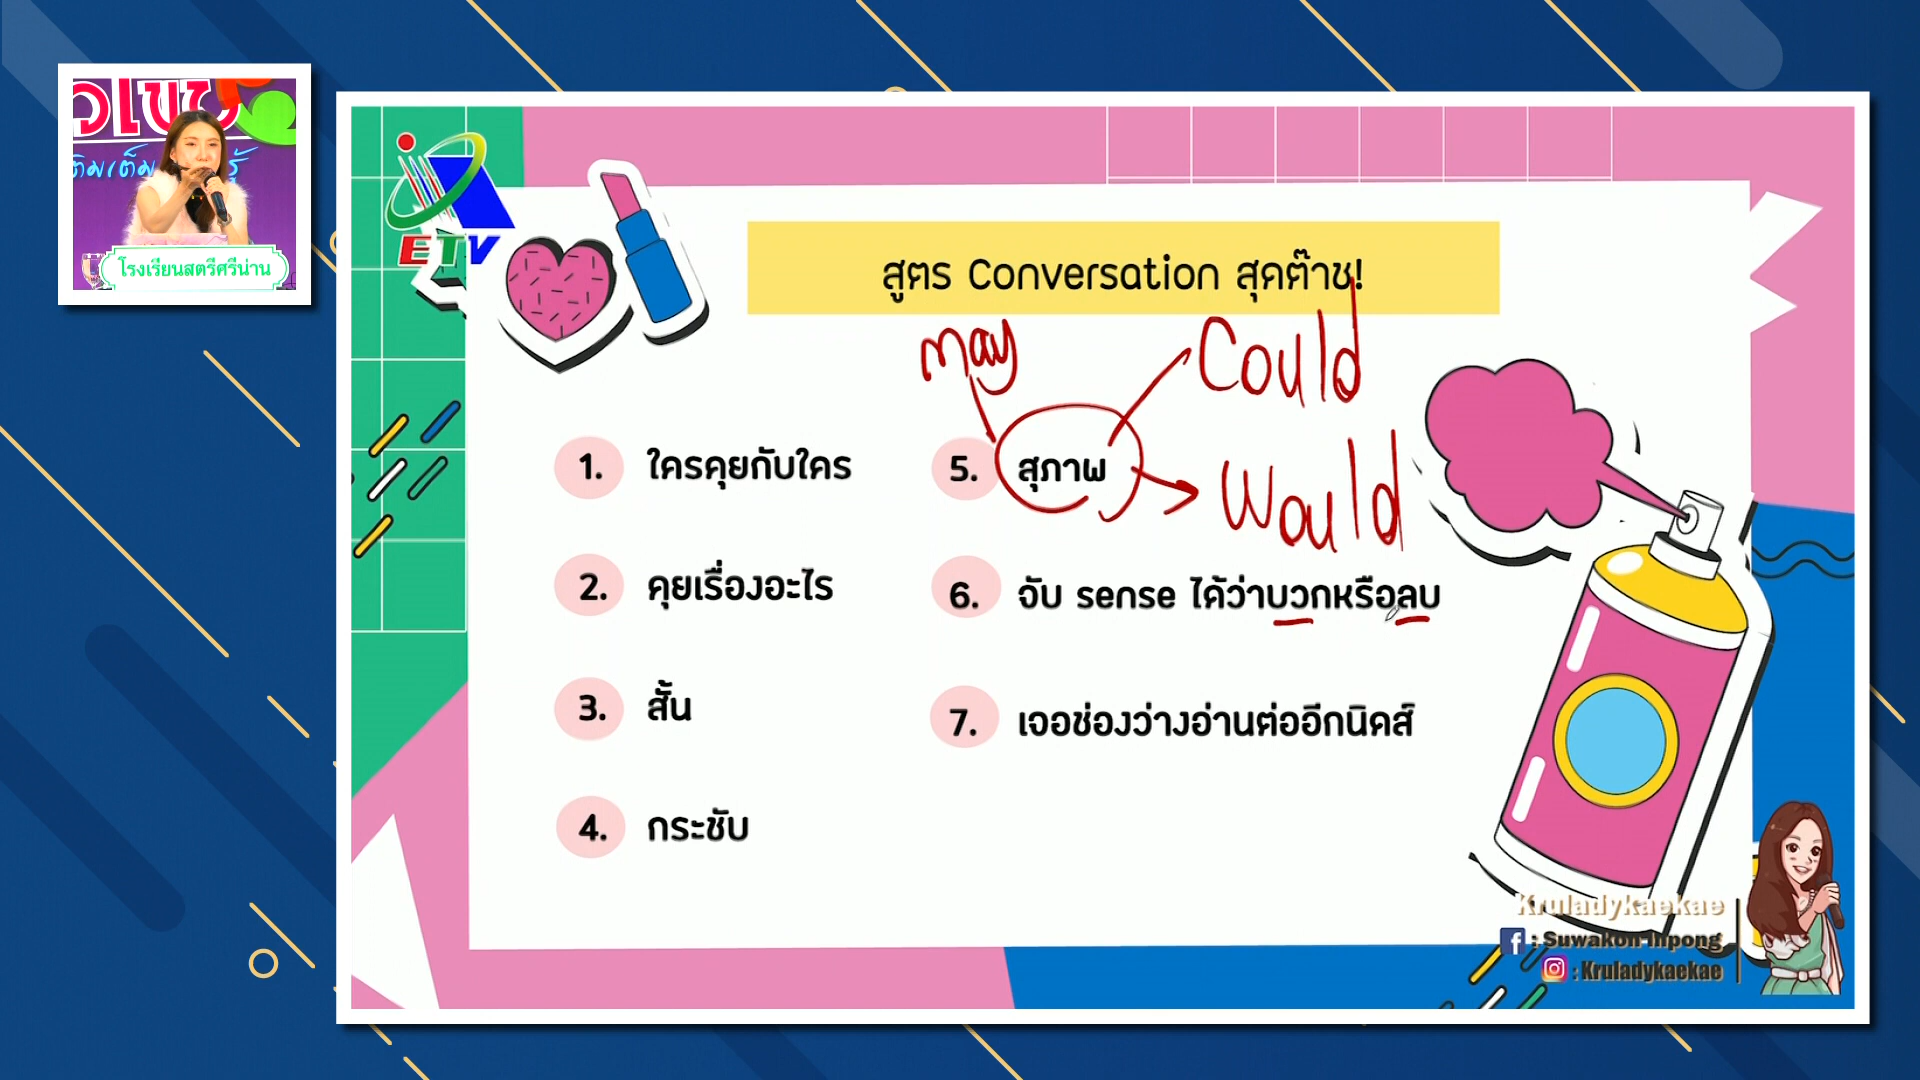 ติมเต็ม
โรงเรียนสตรีศรีน่าน
ETV
สูตร Conversation สุดต๊าช!
may
Could
Would
1. ใครคุยกับใคร
2. คุยเรื่องอะไร
3. สั้น
4. กระชับ
5. สุภาพ
6. จับ sense ได้ว่าบวกหรือลบ
7. เจอช่องว่างอ่านต่ออีกนิดส์
Kruladykaekae
f : Suwakon Inpong
: Kruladykaekae